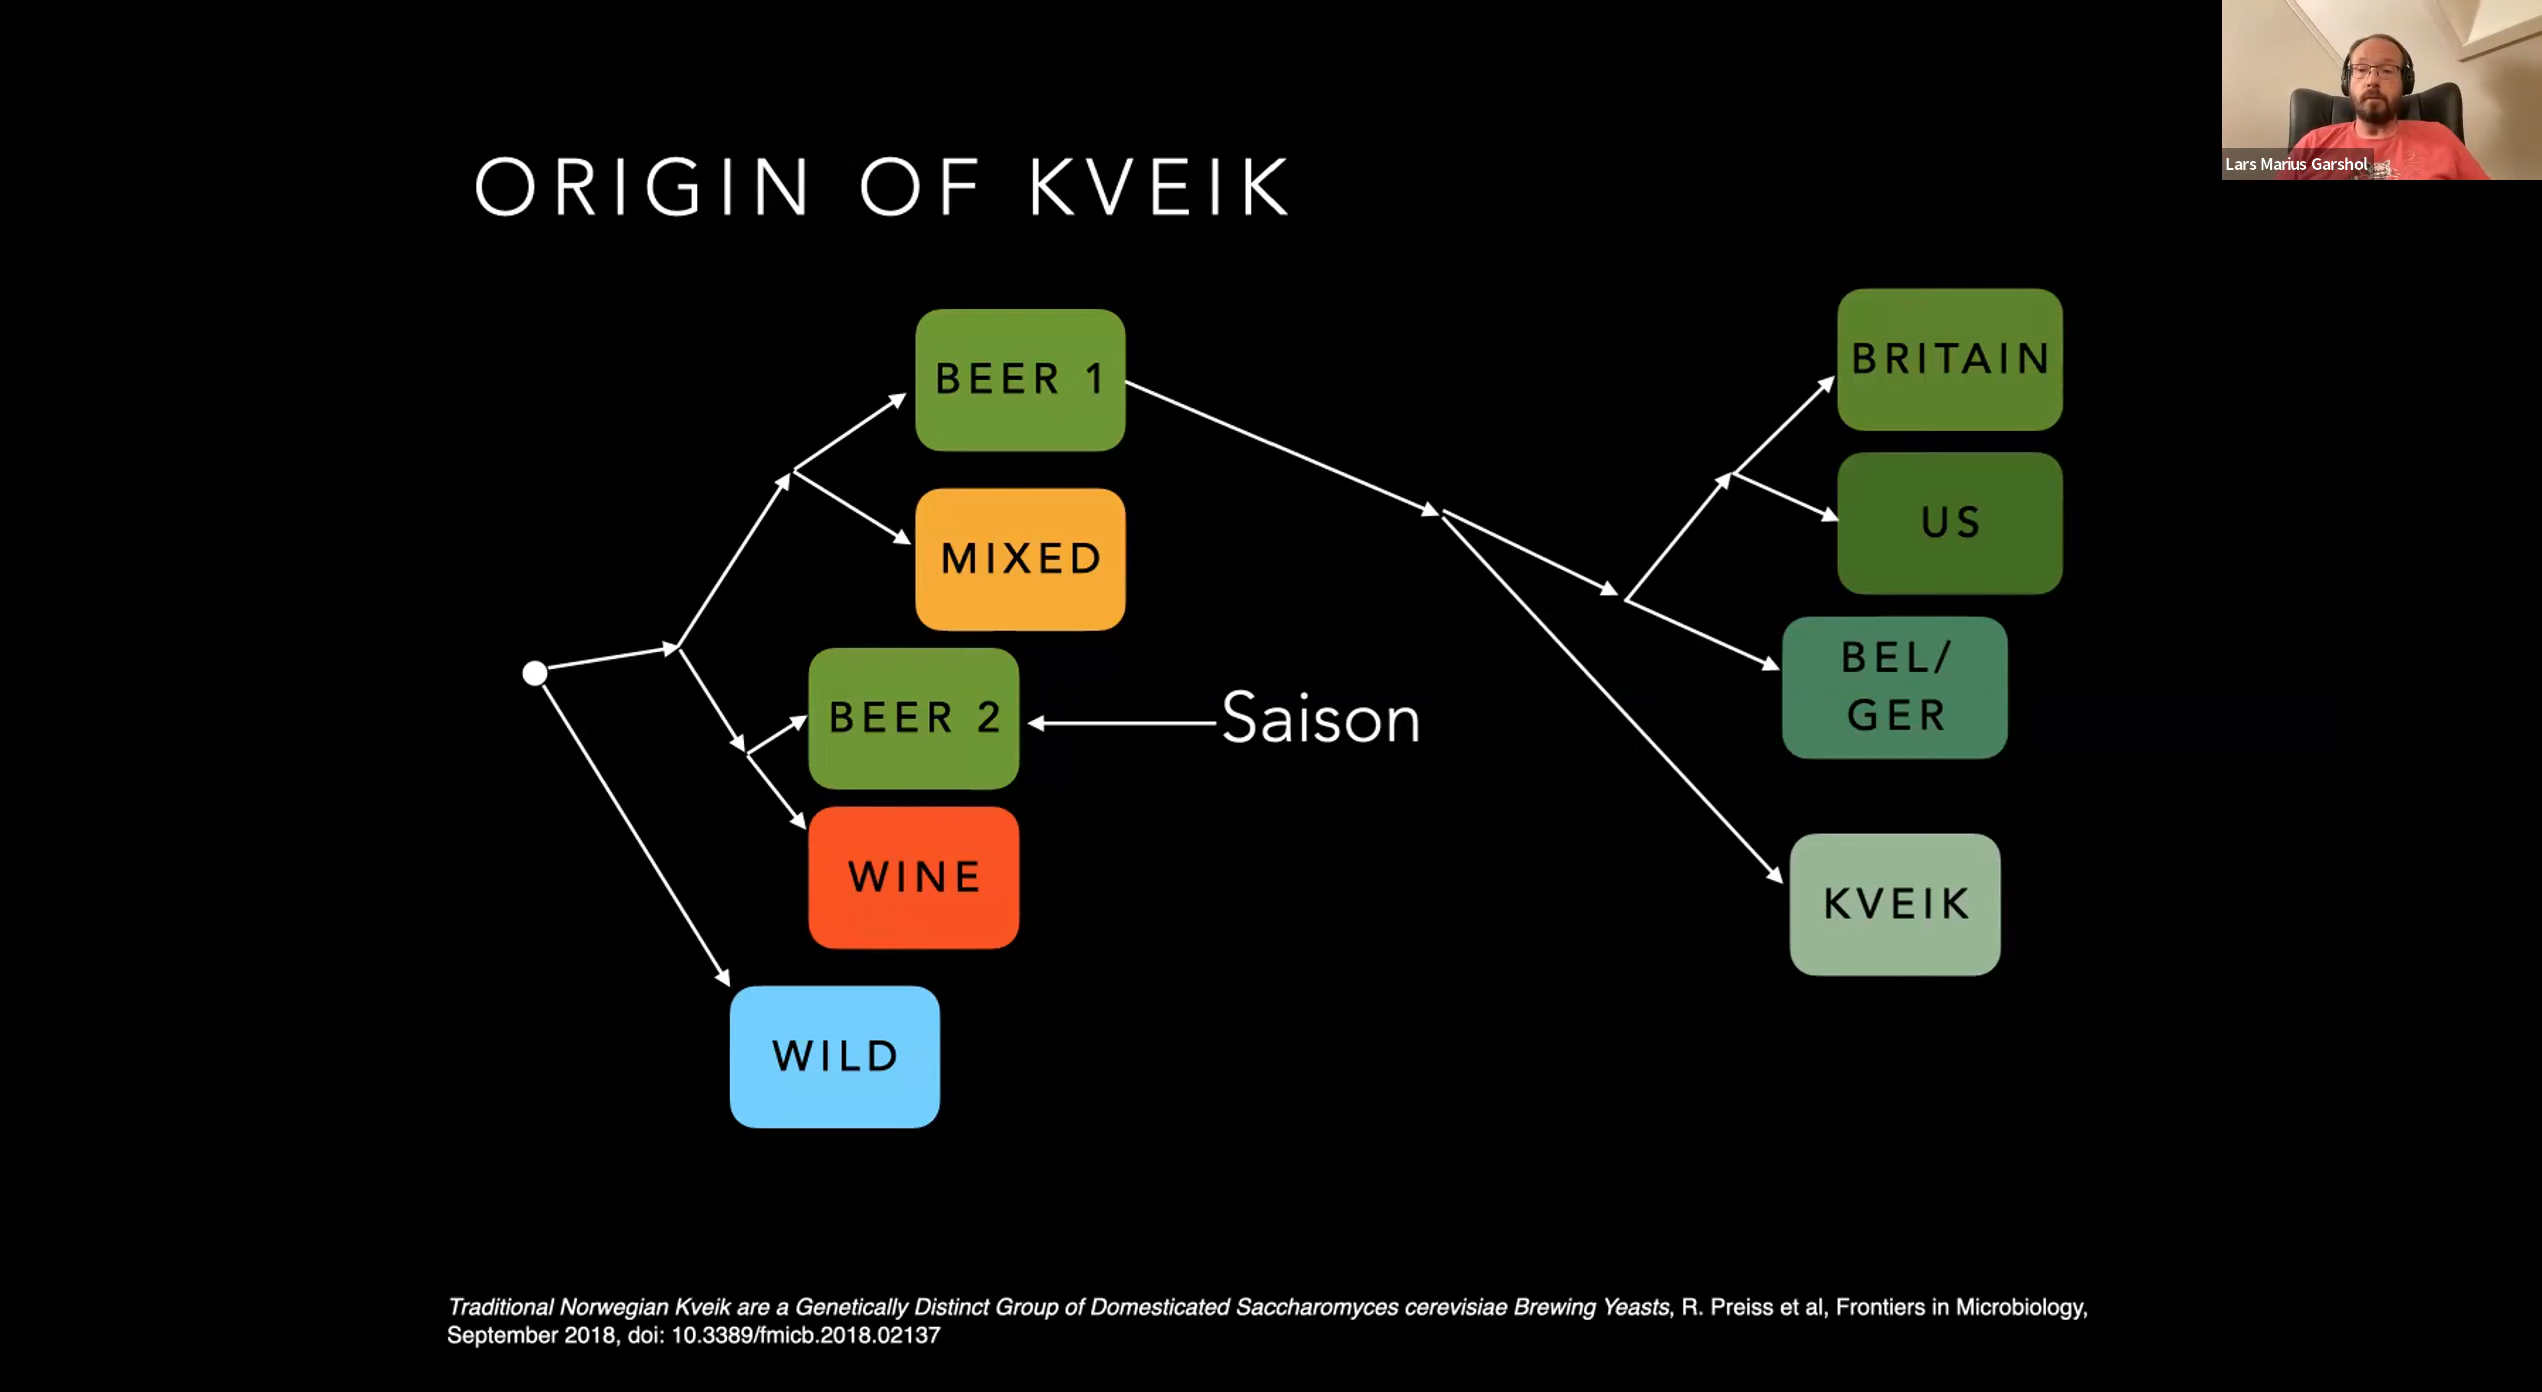 Lars Marius Garshol
ORIGIN OF KVEIK
BEER 1
MIXED
BEER 2
WINE
WILD
Saison
BRITAIN
US
BEL/
GER
KVEIK
Traditional Norwegian Kveik are a Genetically Distinct Group of Domesticated Saccharomyces cerevisiae Brewing Yeasts, R. Preiss et al, Frontiers in Microbiology,
September 2018, doi: 10.3389/fmicb.2018.02137